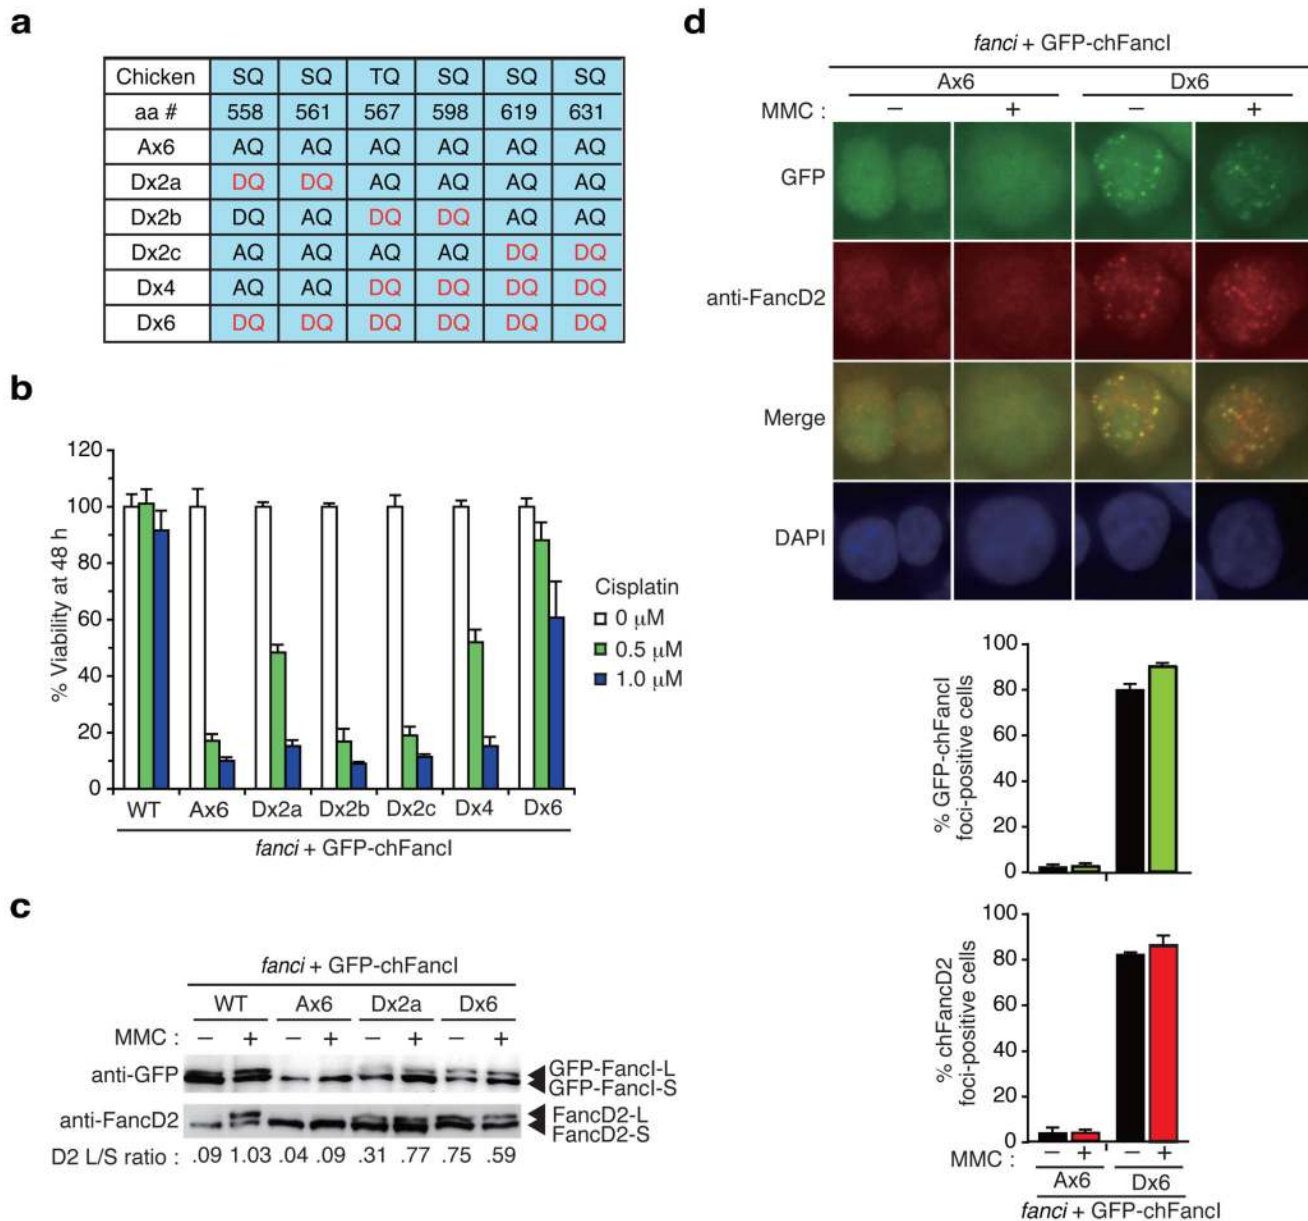 a
Chicken SQ SQ TQ SQ SQ SQ
aa # 558 561 567 598 619 631
Ax6 AQ AQ AQ AQ AQ AQ
Dx2a DQ DQ AQ AQ AQ AQ
Dx2b DQ AQ DQ DQ AQ AQ
Dx2c AQ AQ AQ AQ DQ DQ
Dx4 AQ AQ DQ DQ DQ DQ
Dx6 DQ DQ DQ DQ DQ DQ
b
% Viability at 48 h
120
100
80
60
40
20
0
WT Ax6 Dx2a Dx2b Dx2c Dx4 Dx6
fanci + GFP-chFancI
Cisplatin
0 μM
0.5 μM
1.0 μM
c
fanci + GFP-chFancI
WT Ax6 Dx2a Dx6
MMC : − + − + − + − +
anti-GFP GFP-FancI-L
GFP-FancI-S
anti-FancD2 FancD2-L
FancD2-S
D2 L/S ratio : .09 1.03 .04 .09 .31 .77 .75 .59
d
fanci + GFP-chFancI
Ax6 Dx6
MMC : − + − +
GFP
anti-FancD2
Merge
DAPI
% GFP-chFancI
foci-positive cells
100
80
60
40
20
0
% chFancD2
foci-positive cells
100
80
60
40
20
0
MMC : − + − +
Ax6 Dx6
fanci + GFP-chFancI